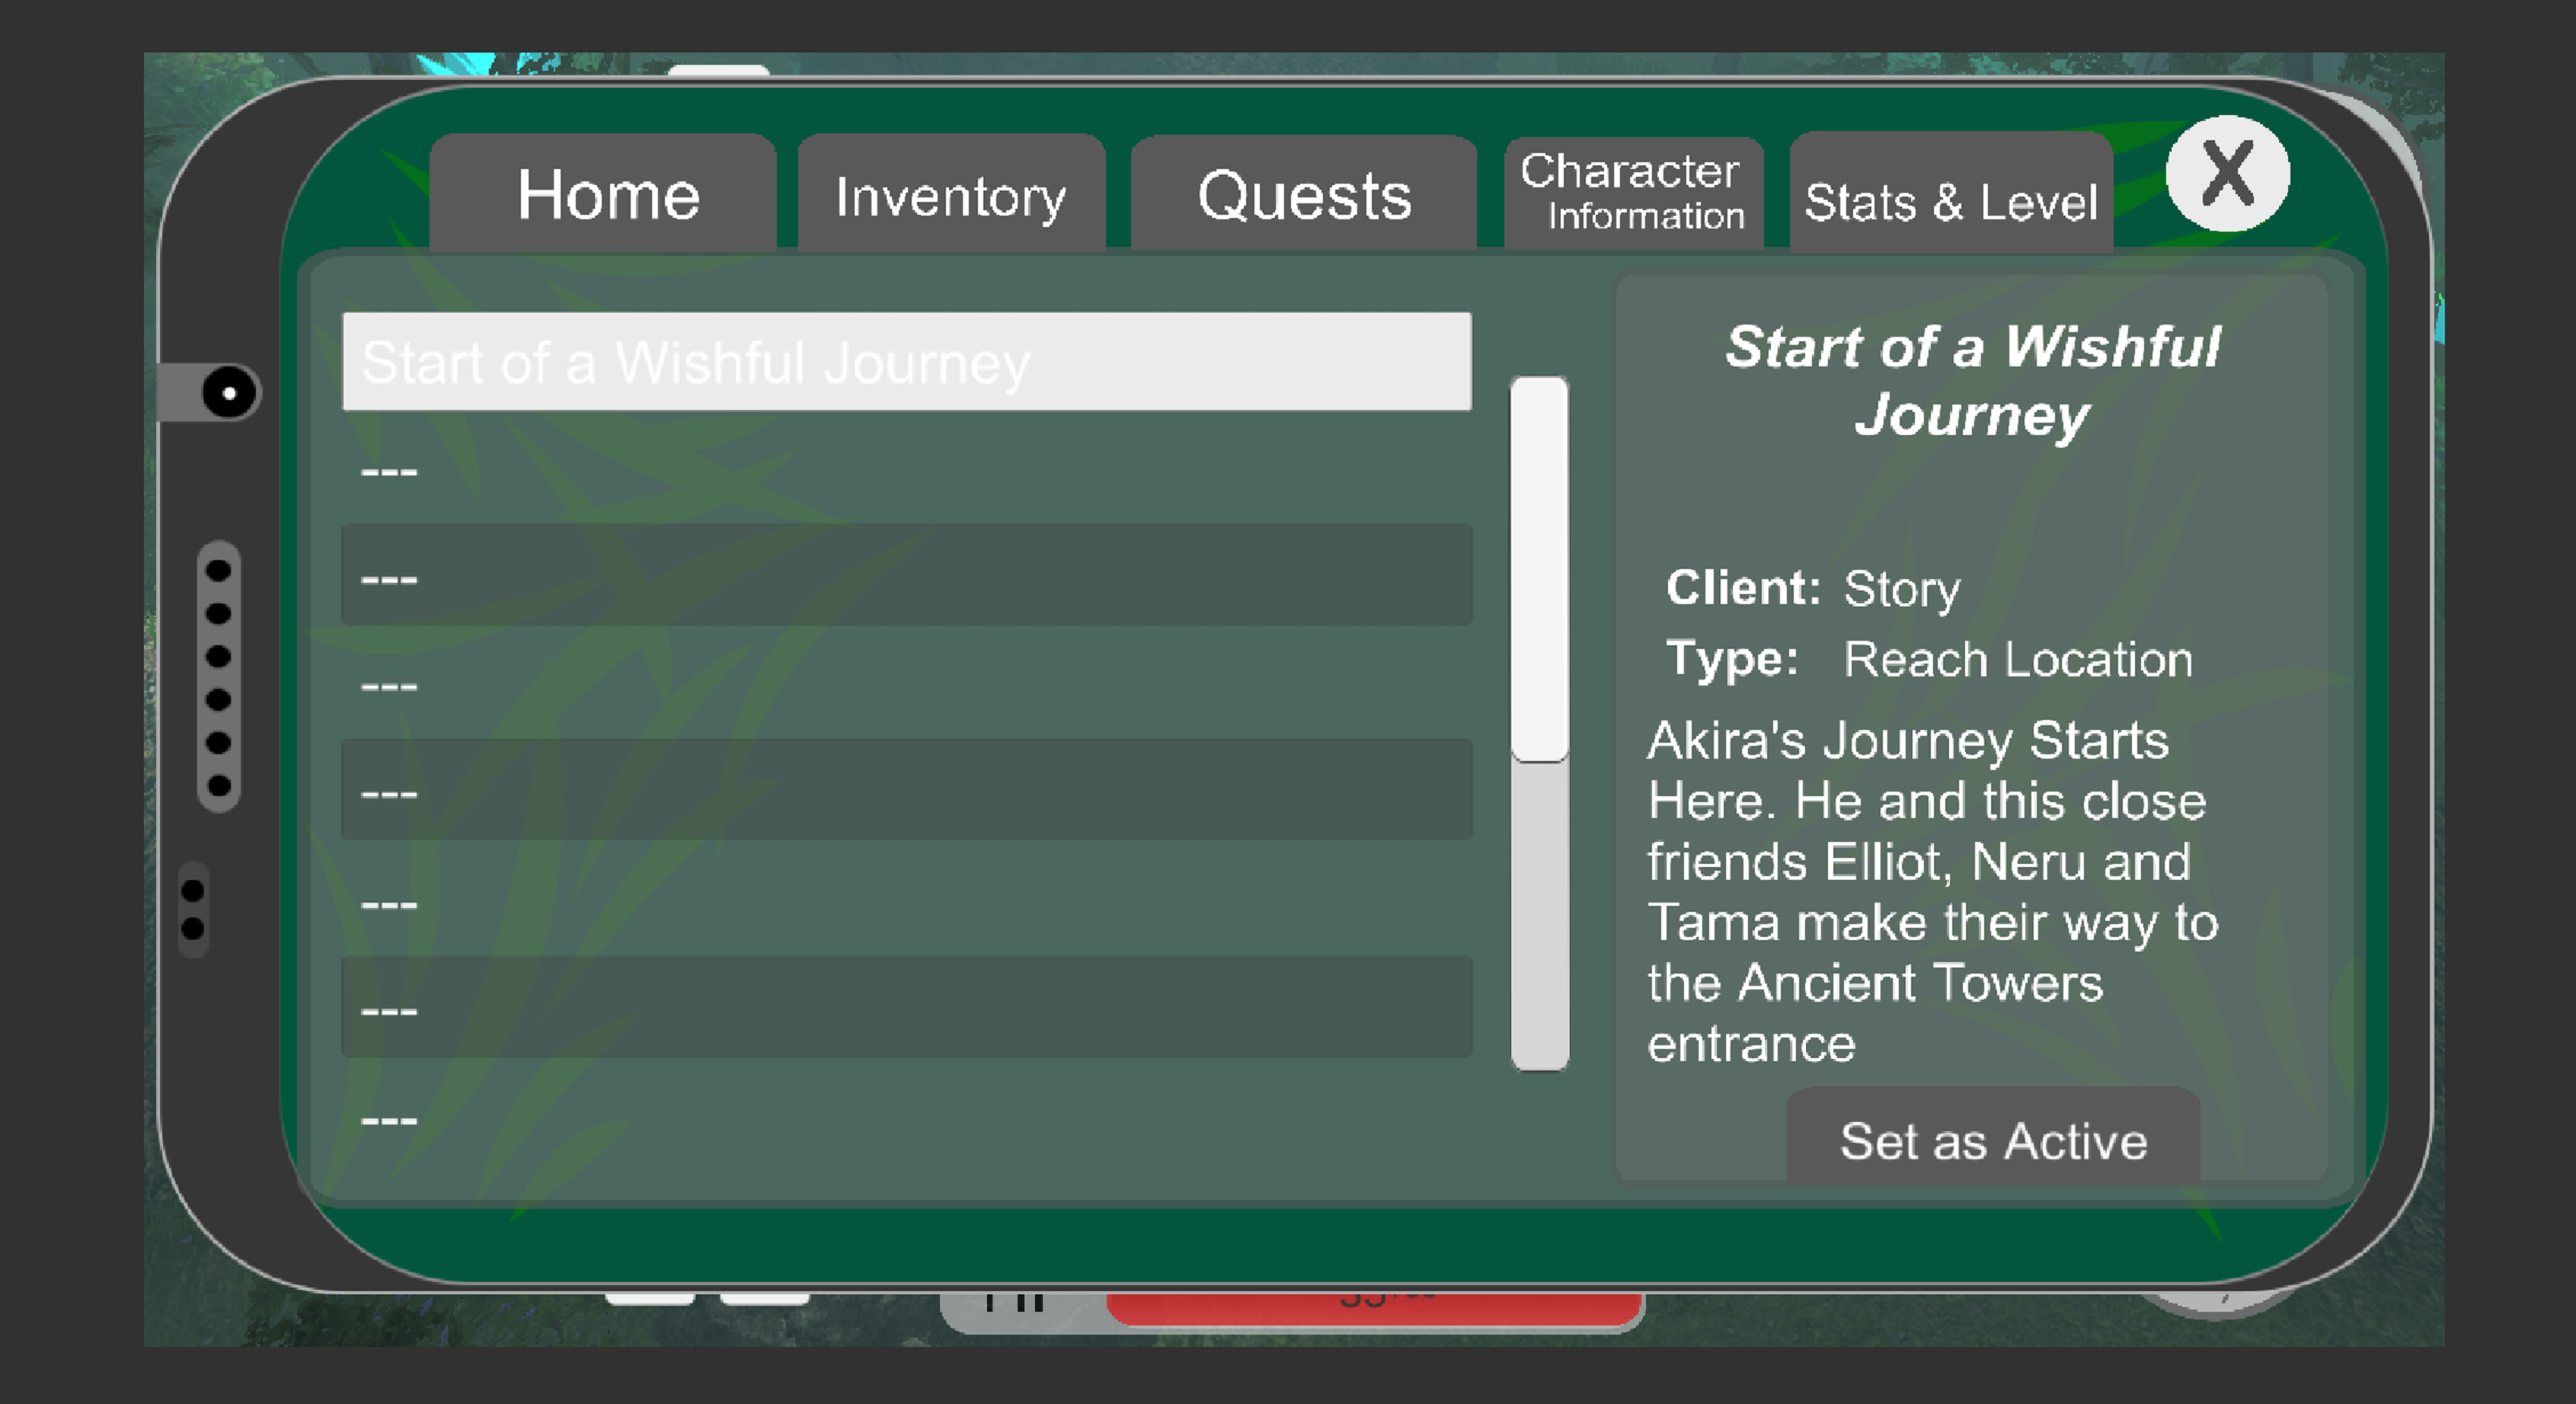 Home
Inventory
Quests
Character
Information
Stats & Level
X
Start of a Wishful Journey
---
---
---
---
---
---
---
Start of a Wishful
Journey
Client: Story
Type: Reach Location
Akira's Journey Starts
Here. He and this close
friends Elliot, Neru and
Tama make their way to
the Ancient Towers
entrance
Set as Active